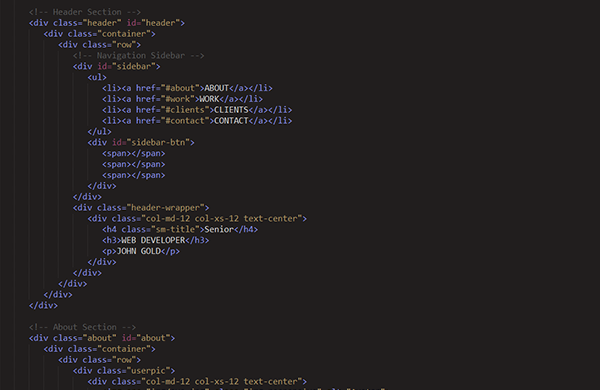 <!-- Header Section -->
<div class="header" id="header">
<div class="container">
<div class="row">
<!-- Navigation Sidebar -->
<div id="sidebar">
<ul>
<li><a href="#about">ABOUT</a></li>
<li><a href="#work">WORK</a></li>
<li><a href="#clients">CLIENTS</a></li>
<li><a href="#contact">CONTACT</a></li>
</ul>
<div id="sidebar-btn">
<span></span>
<span></span>
<span></span>
</div>
</div>
<div class="header-wrapper">
<div class="col-md-12 col-xs-12 text-center">
<h4 class="sm-title">Senior</h4>
<h3>WEB DEVELOPER</h3>
<p>JOHN GOLD</p>
</div>
</div>
</div>
</div>
</div>
<!-- About Section -->
<div class="about" id="about">
<div class="container">
<div class="row">
<div class="userpic">
<div class="col-md-12 col-xs-12 text-center">